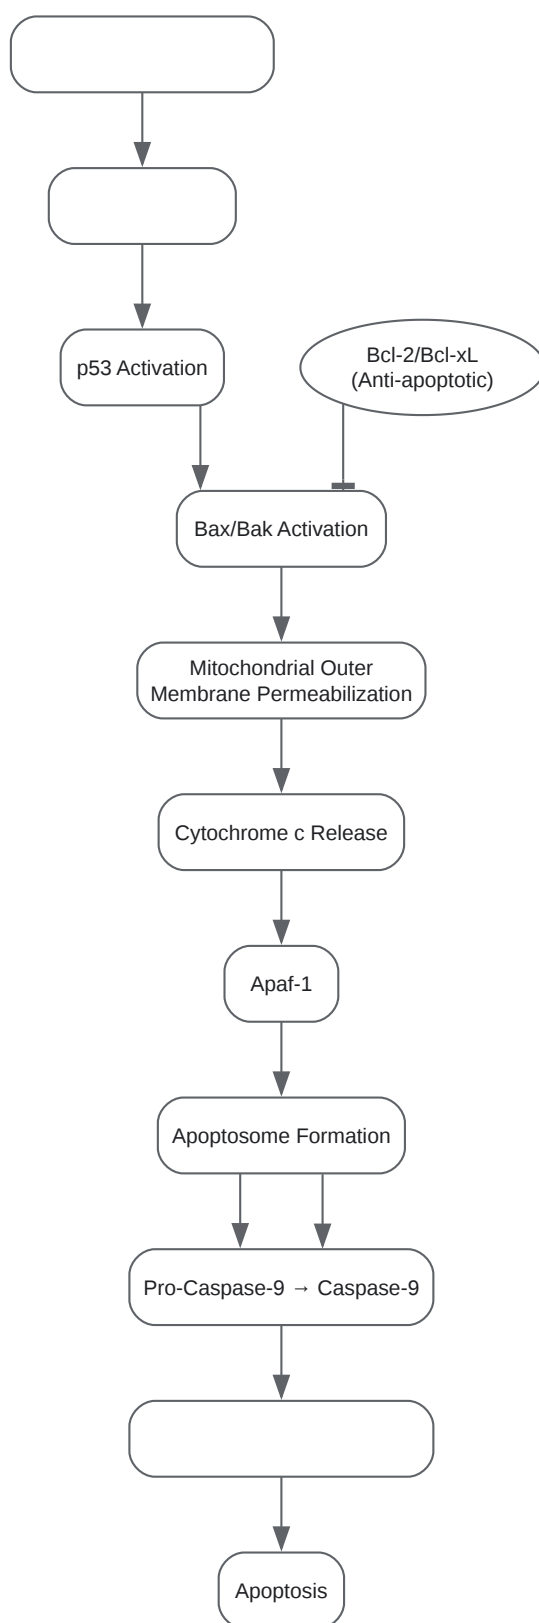 p53 Activation
Bcl-2/Bcl-xL
(Anti-apoptotic)
Bax/Bak Activation
Mitochondrial Outer
Membrane Permeabilization
Cytochrome c Release
Apaf-1
Apoptosome Formation
Pro-Caspase-9 → Caspase-9
Apoptosis